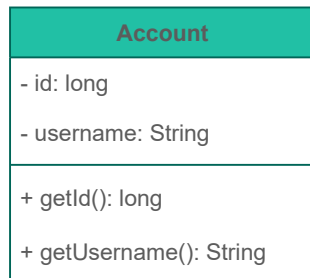 Account
- id: long
- username: String
+ getId(): long
+ getUsername(): String